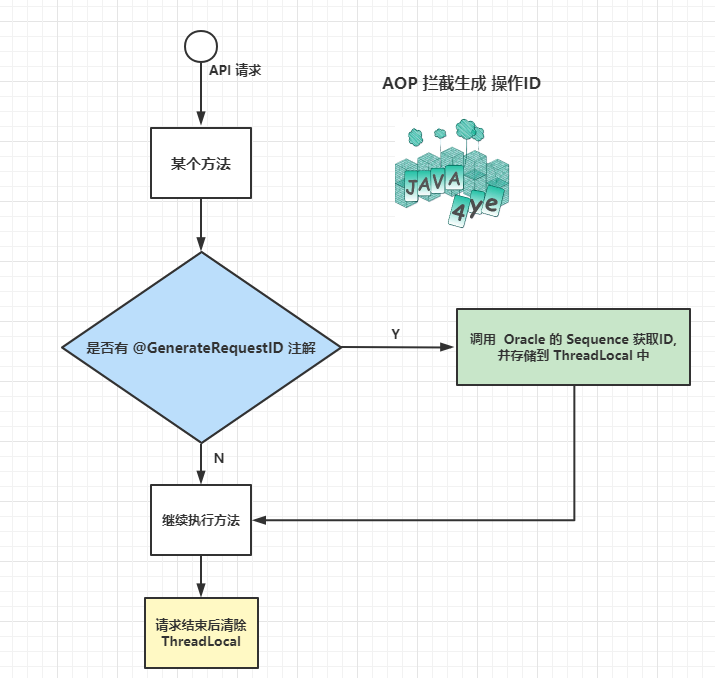 API 请求
AOP 拦截生成 操作ID
JAVA
4ye
某个方法
是否有 @GenerateRequestID 注解
Y
调用  Oracle 的 Sequence 获取ID,
并存储到 ThreadLocal 中
N
继续执行方法
请求结束后清除
ThreadLocal